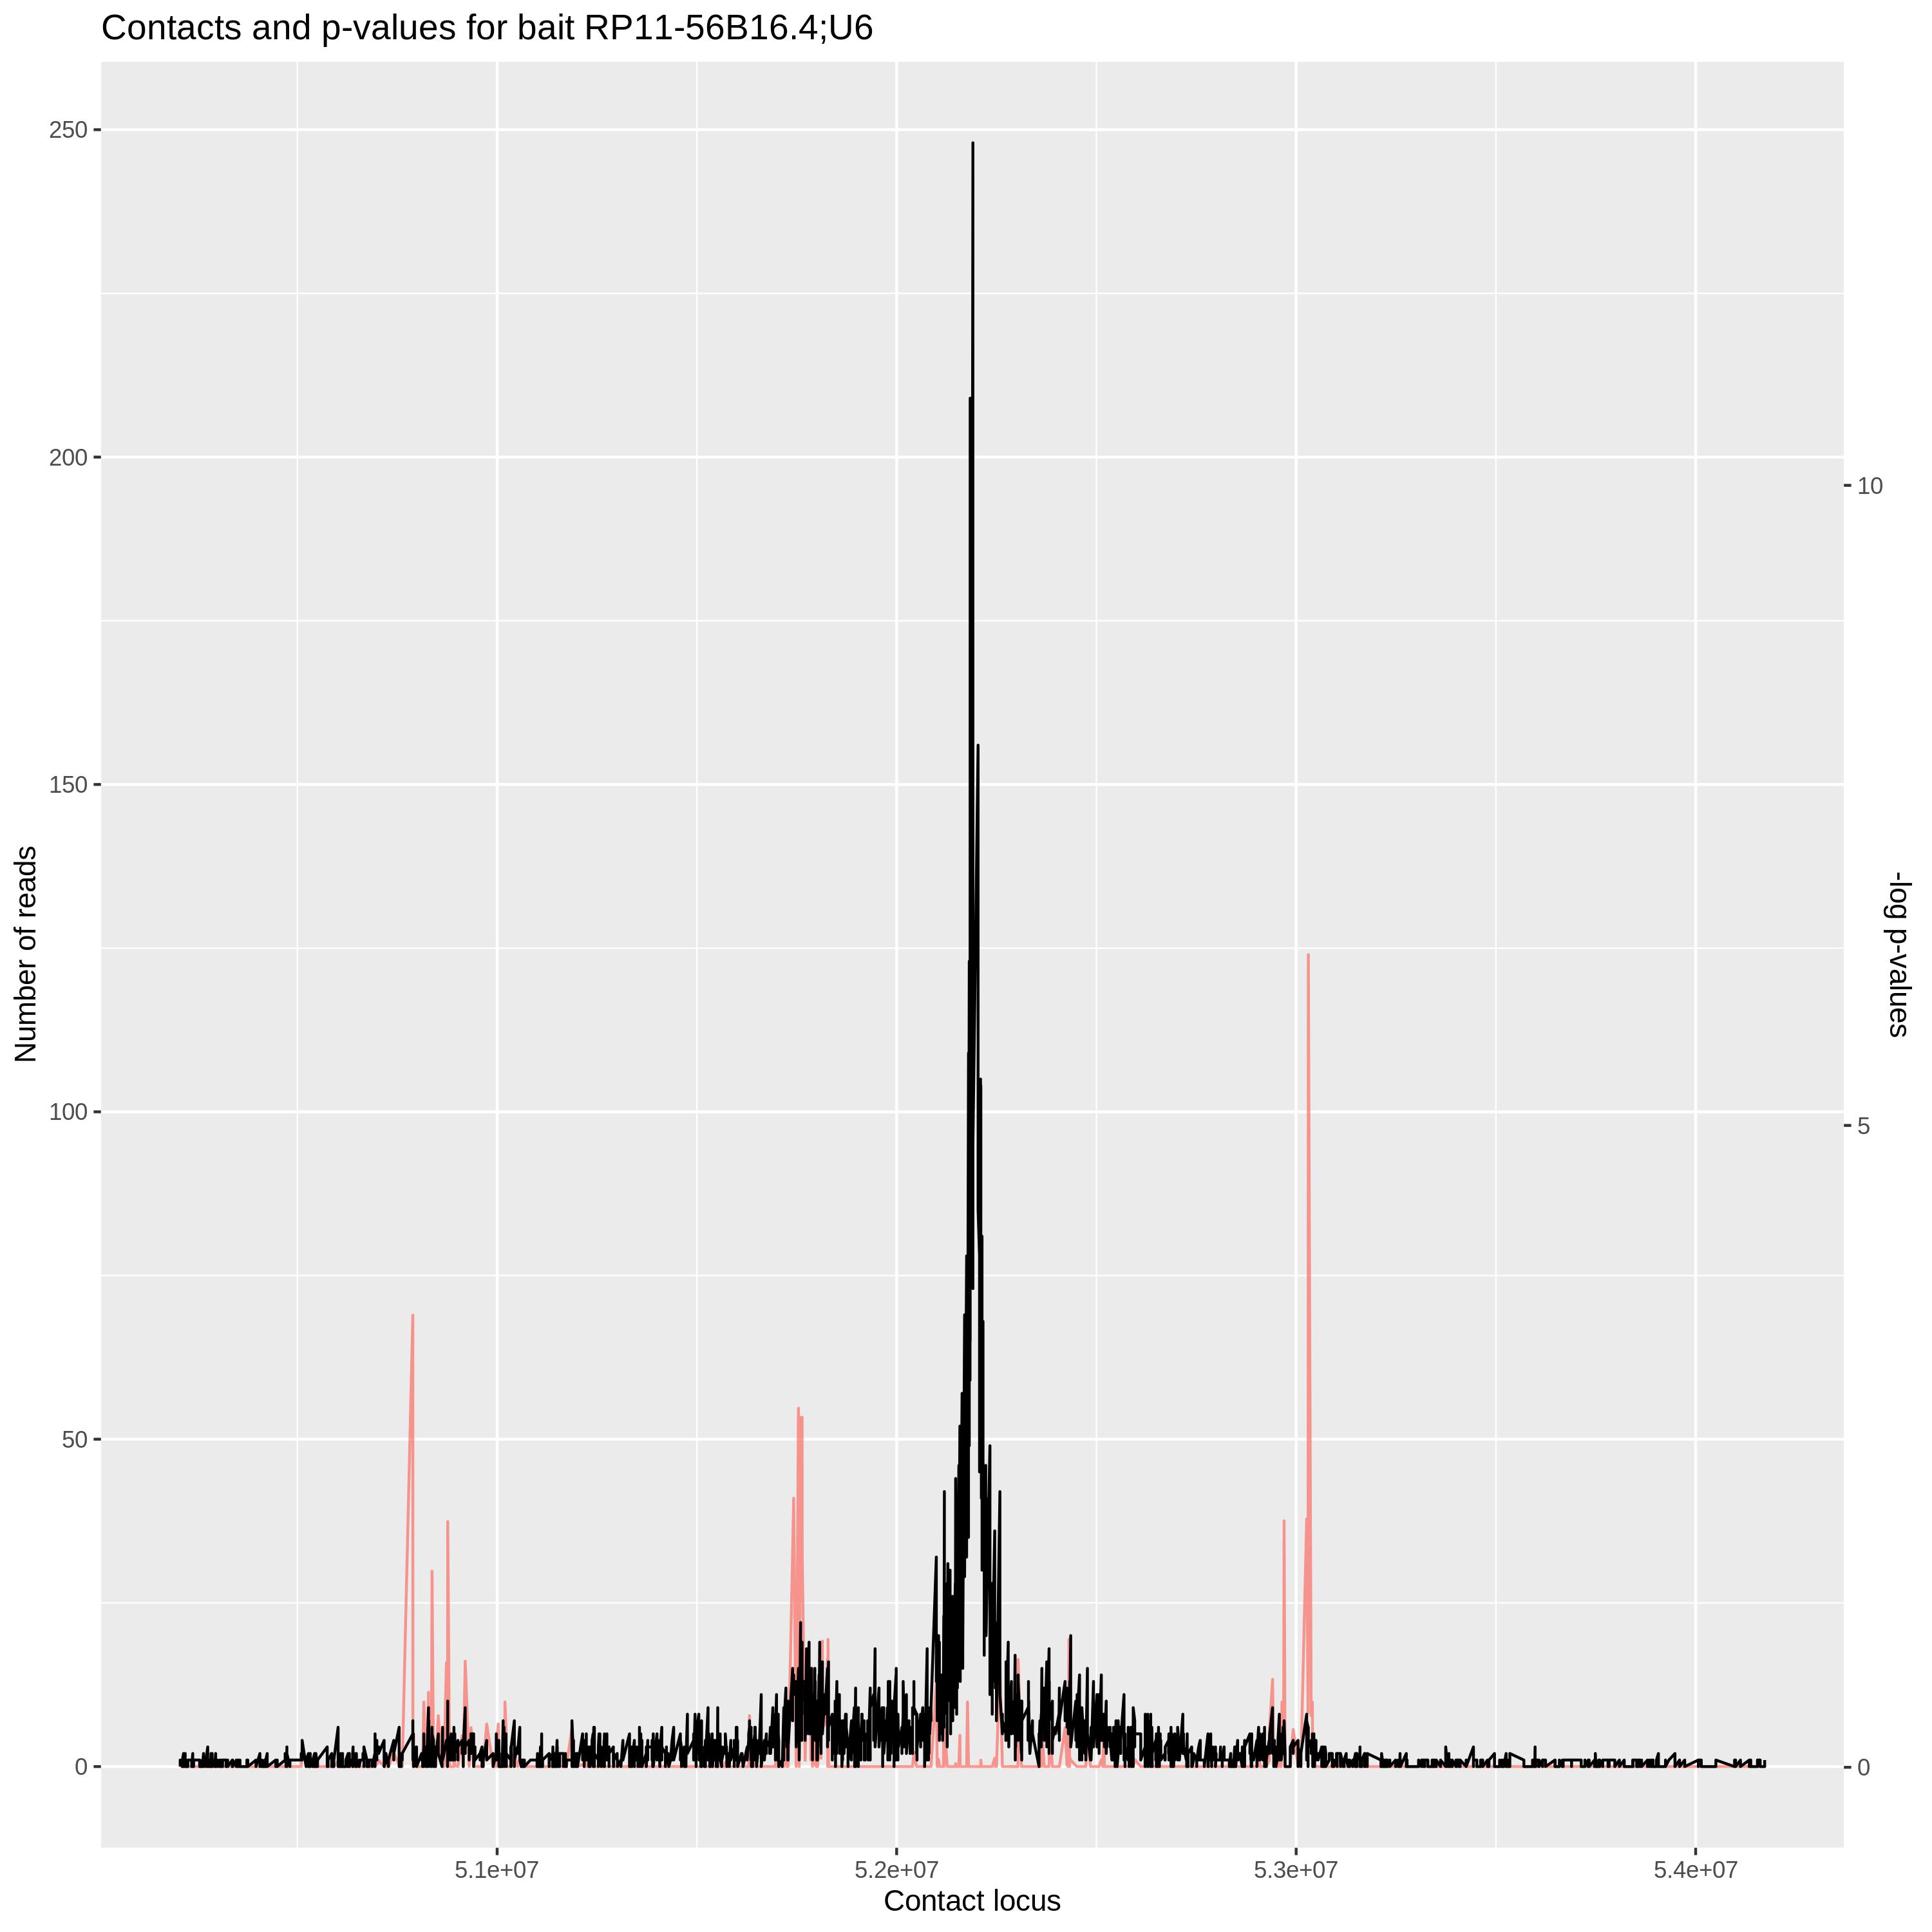 Contacts and p-values for bait RP11-56B16.4;U6
250
200
150
100
50
0
Number of reads
10
5
0
-log p-values
5.1e+07 5.2e+07 5.3e+07 5.4e+07
Contact locus